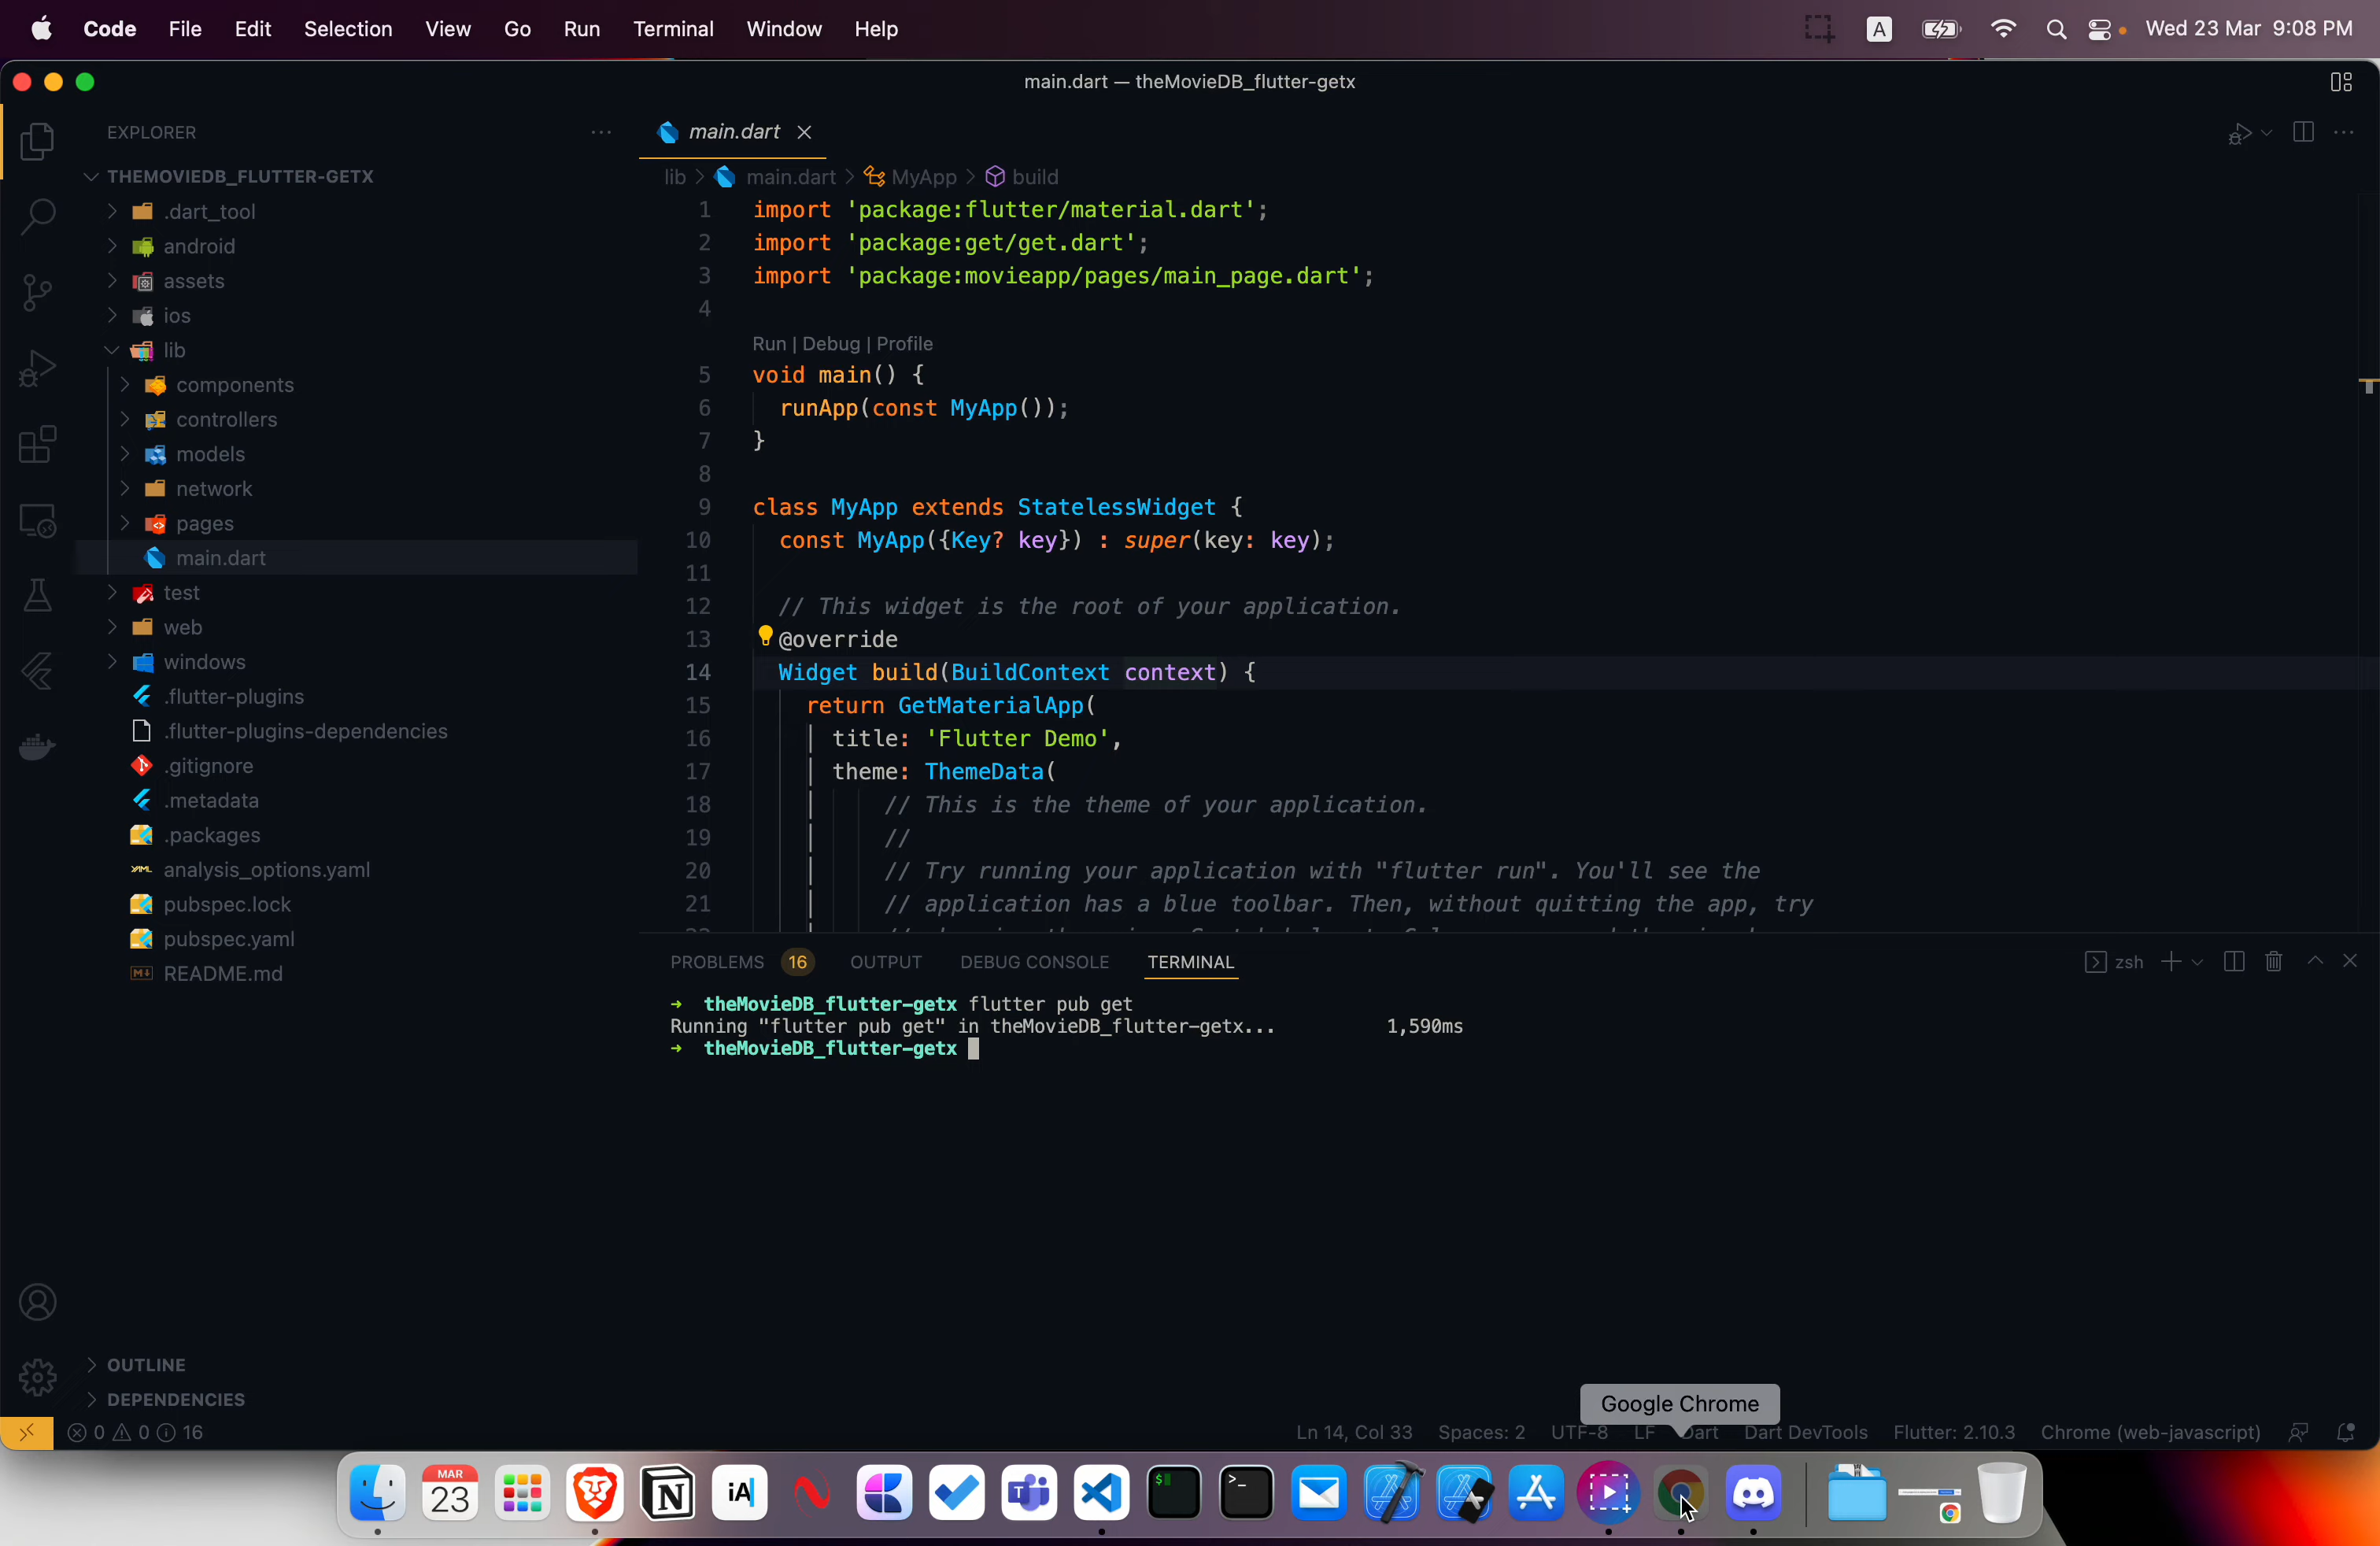 Code File Edit Selection View Go Run Terminal Window Help
A Wed 23 Mar 9:08 PM
main.dart — theMovieDB_flutter-getx
EXPLORER
THEMOVIEDB_FLUTTER-GETX
.dart_tool
android
assets
ios
lib
components
controllers
models
network
pages
main.dart
test
web
windows
.flutter-plugins
.flutter-plugins-dependencies
.gitignore
.metadata
.packages
analysis_options.yaml
pubspec.lock
pubspec.yaml
README.md
OUTLINE
DEPENDENCIES
main.dart
lib > main.dart > MyApp > build
1 import 'package:flutter/material.dart';
2 import 'package:get/get.dart';
3 import 'package:movieapp/pages/main_page.dart';
4
Run | Debug | Profile
5 void main() {
6 runApp(const MyApp());
7 }
8
9 class MyApp extends StatelessWidget {
10 const MyApp({Key? key}) : super(key: key);
11
12 // This widget is the root of your application.
13 @override
14 Widget build(BuildContext context) {
15 return GetMaterialApp(
16 title: 'Flutter Demo',
17 theme: ThemeData(
18 // This is the theme of your application.
19 //
20 // Try running your application with "flutter run". You'll see the
21 // application has a blue toolbar. Then, without quitting the app, try
PROBLEMS 16 OUTPUT DEBUG CONSOLE TERMINAL
zsh
→ theMovieDB_flutter-getx flutter pub get
Running "flutter pub get" in theMovieDB_flutter-getx... 1,590ms
→ theMovieDB_flutter-getx
Google Chrome
0 0 16
Ln 14, Col 33 Spaces: 2 UTF-8 LF Dart Dart DevTools Flutter: 2.10.3 Chrome (web-javascript)
MAR
23
iA
T
$
>_